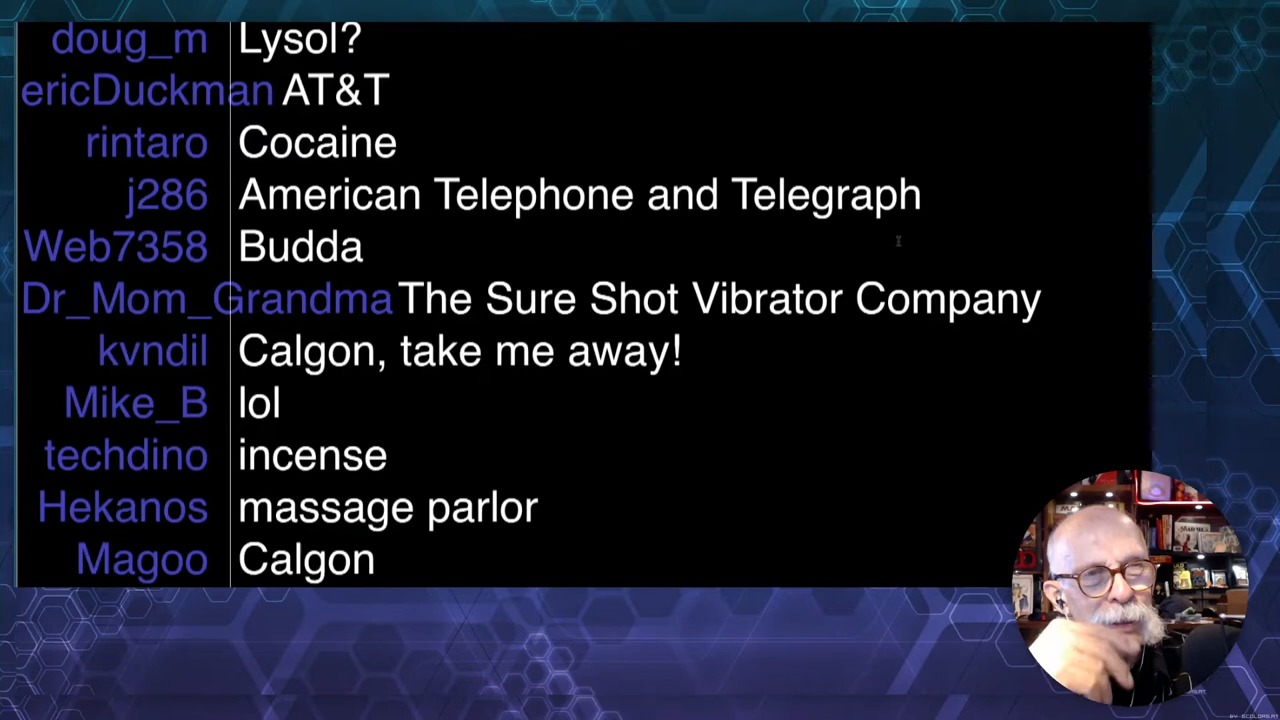 doug_m Lysol?
ericDuckman AT&T
rintaro Cocaine
j286 American Telephone and Telegraph
Web7358 Budda
Dr_Mom_Grandma The Sure Shot Vibrator Company
kvndil Calgon, take me away!
Mike_B lol
techdino incense
Hekanos massage parlor
Magoo Calgon